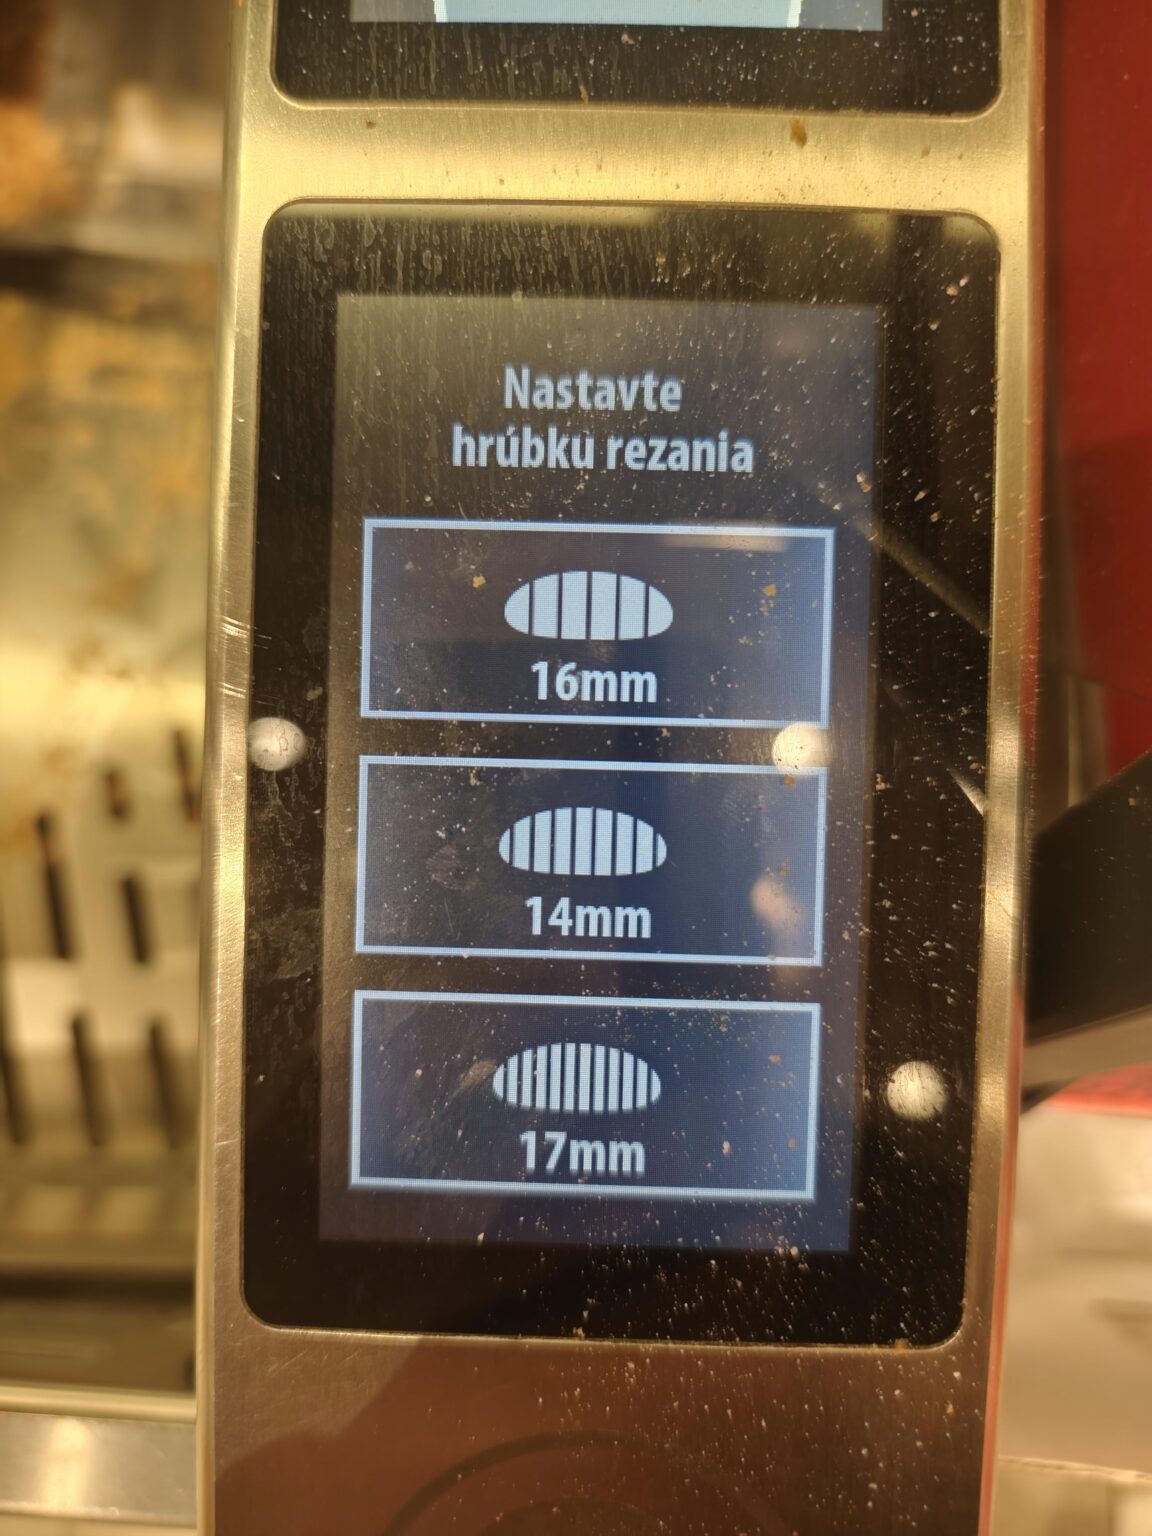 Nastavte
hrúbku rezania
16mm
14mm
17mm